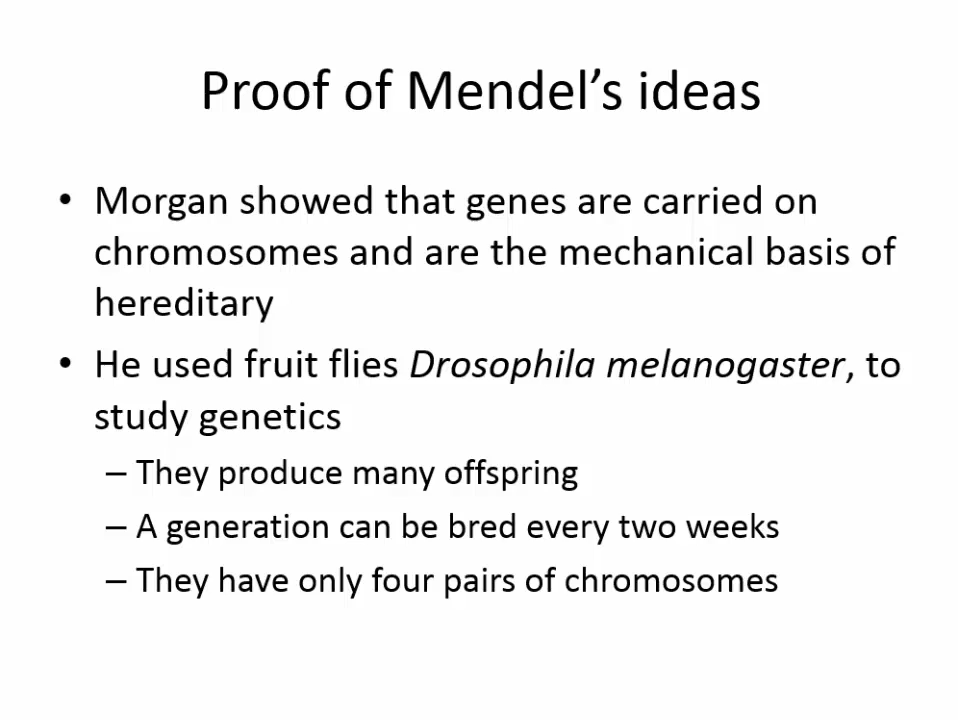 Proof of Mendel’s ideas
• Morgan showed that genes are carried on
chromosomes and are the mechanical basis of
hereditary
• He used fruit flies Drosophila melanogaster, to
study genetics
– They produce many offspring
– A generation can be bred every two weeks
– They have only four pairs of chromosomes